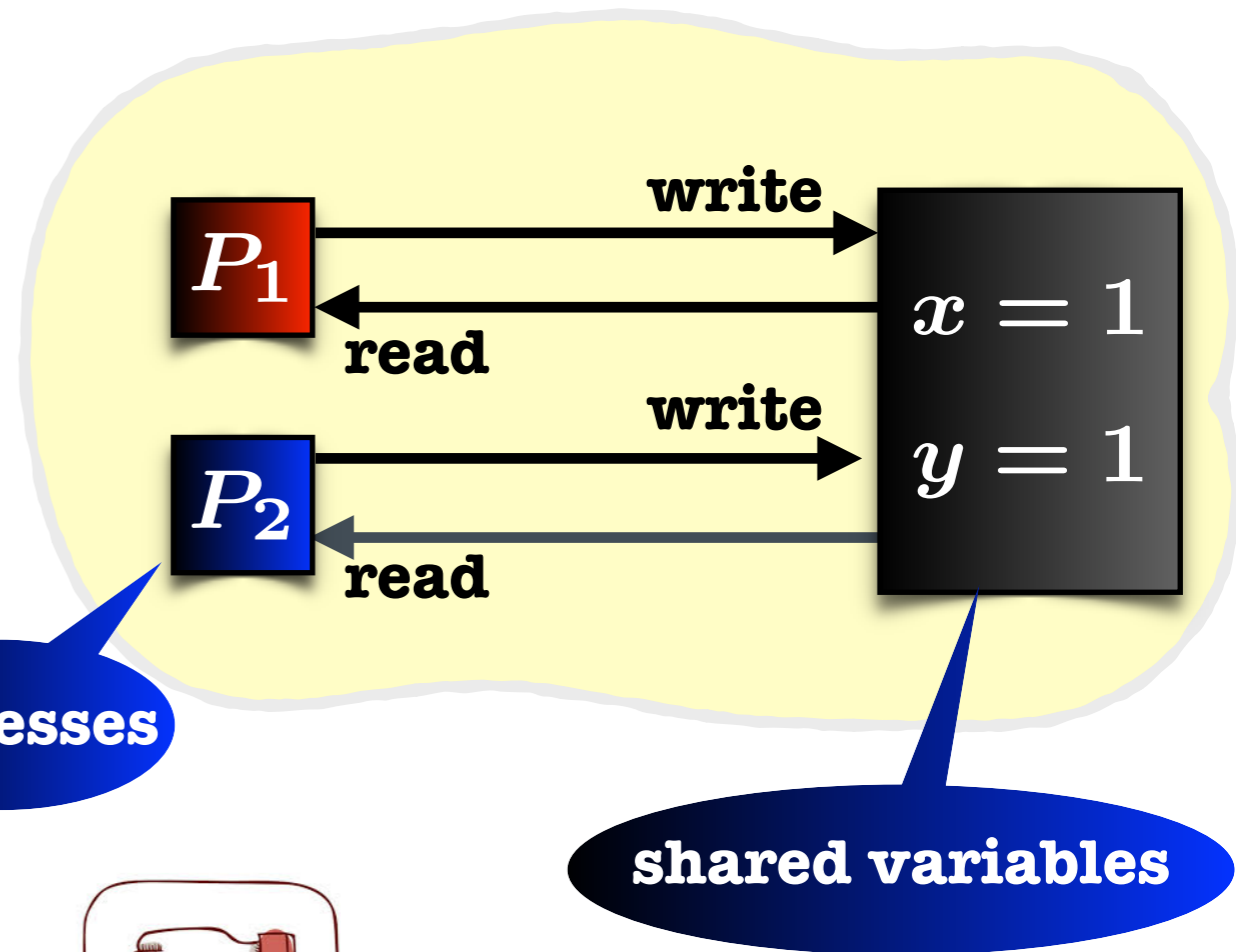 write
P₁
x = 1
read
write
y = 1
P₂
read
esses
shared variables